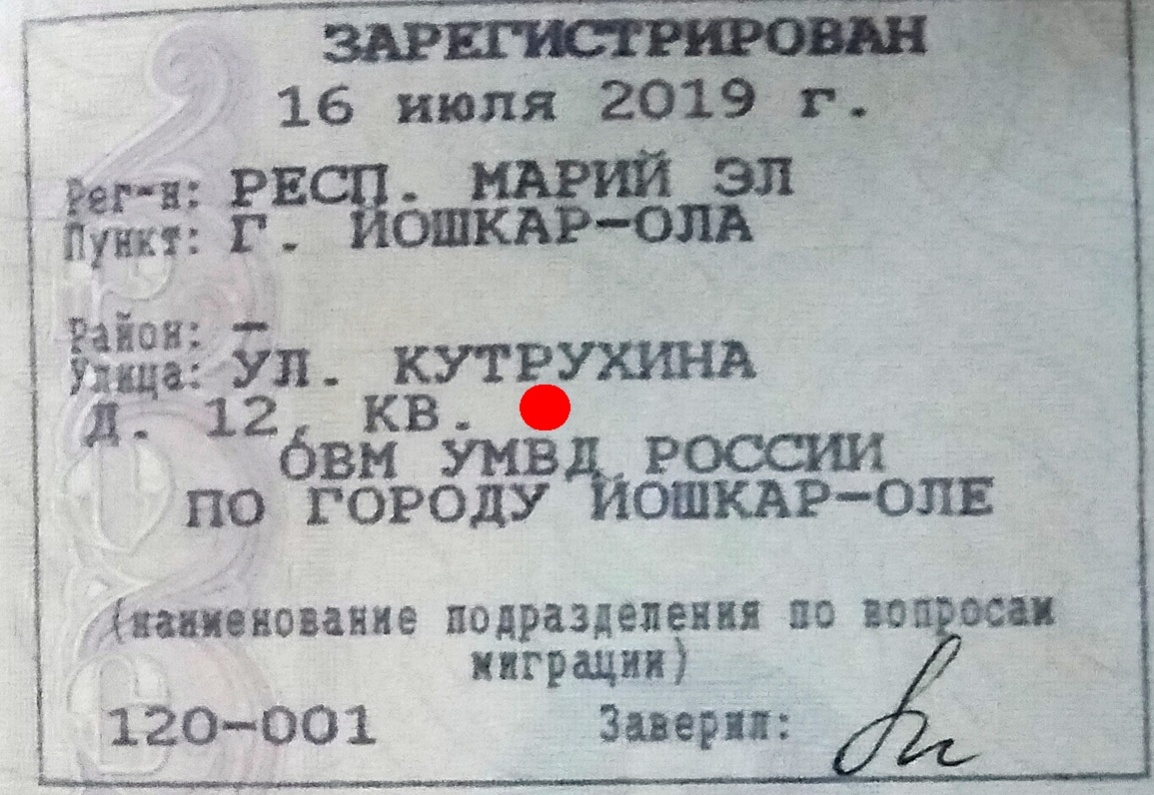 ЗАРЕГИСТРИРОВАН
16 июля 2019 г.
Рег-н: РЕСП. МАРИЙ ЭЛ
Пункт: Г. ЙОШКАР-ОЛА
Район: -
Улица: УЛ. КУТРУХИНА
Д. 12, КВ.
ОВМ УМВД РОССИИ
ПО ГОРОДУ ЙОШКАР-ОЛЕ
(наименование подразделения по вопросам
миграции)
120-001 Заверил: